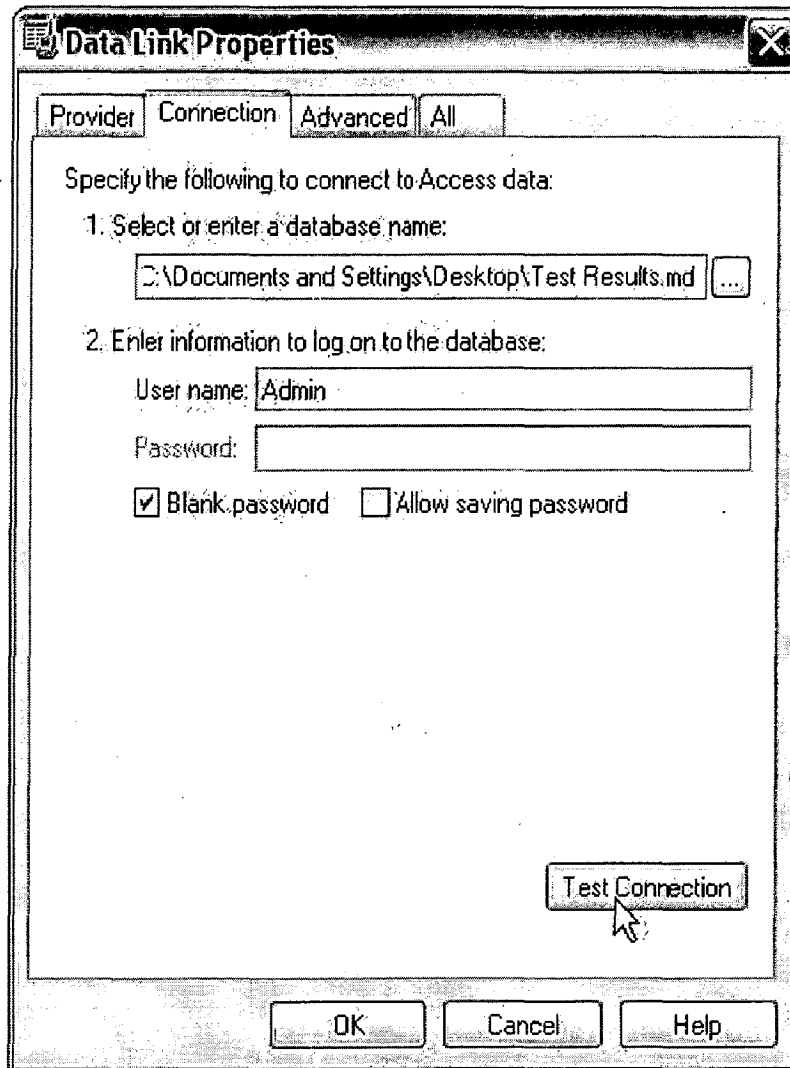 Data Link Properties
Provider Connection Advanced All
Specify the following to connect to Access data:
1. Select or enter a database name:
C:\Documents and Settings\Desktop\Test Results.md ...
2. Enter information to log on to the database:
User name: Admin
Password:
Blank password Allow saving password
Test Connection
OK Cancel Help